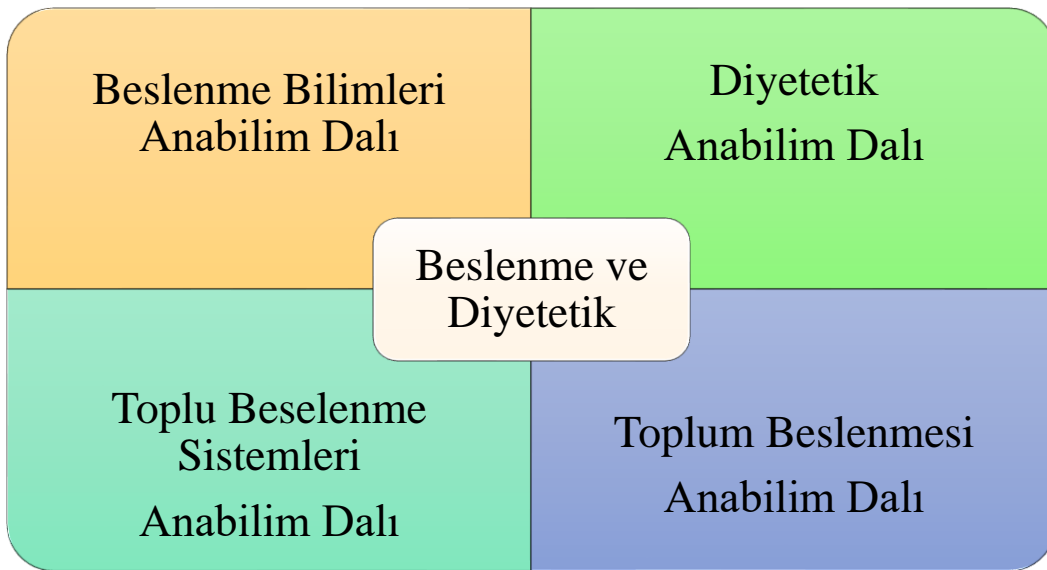 Beslenme Bilimleri
Anabilim Dalı
Diyetetik
Anabilim Dalı
Beslenme ve
Diyetetik
Toplu Beselenme
Sistemleri
Anabilim Dalı
Toplum Beslenmesi
Anabilim Dalı